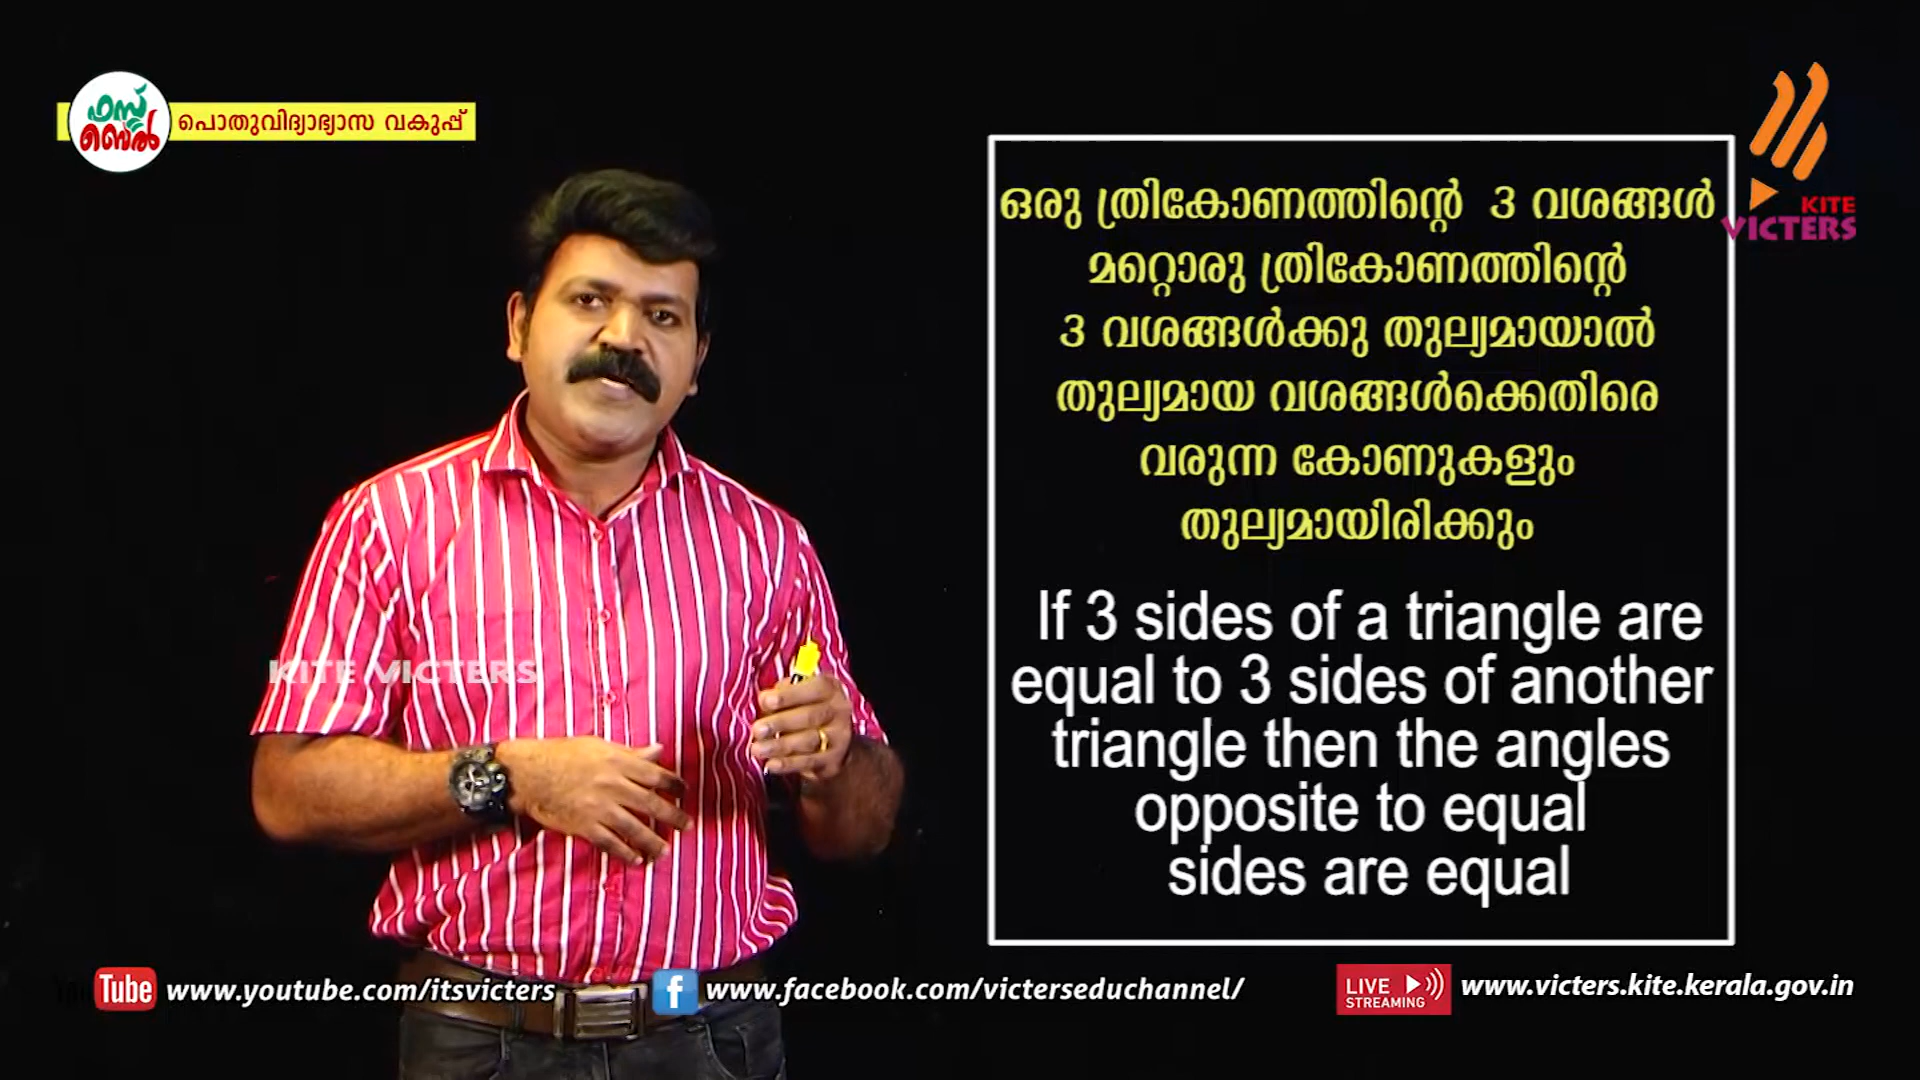 ഫസ്റ്റ്
ബെൽ
പൊതുവിദ്യാഭ്യാസ വകുപ്പ്
KITE
VICTERS
ഒരു ത്രികോണത്തിന്റെ 3 വശങ്ങൾ
മറ്റൊരു ത്രികോണത്തിന്റെ
3 വശങ്ങൾക്കു തുല്യമായാൽ
തുല്യമായ വശങ്ങൾക്കെതിരെ
വരുന്ന കോണുകളും
തുല്യമായിരിക്കും
If 3 sides of a triangle are
equal to 3 sides of another
triangle then the angles
opposite to equal
sides are equal
KITE VICTERS
Tube www.youtube.com/itsvicters
f www.facebook.com/victerseduchannel/
LIVE
STREAMING
www.victers.kite.kerala.gov.in